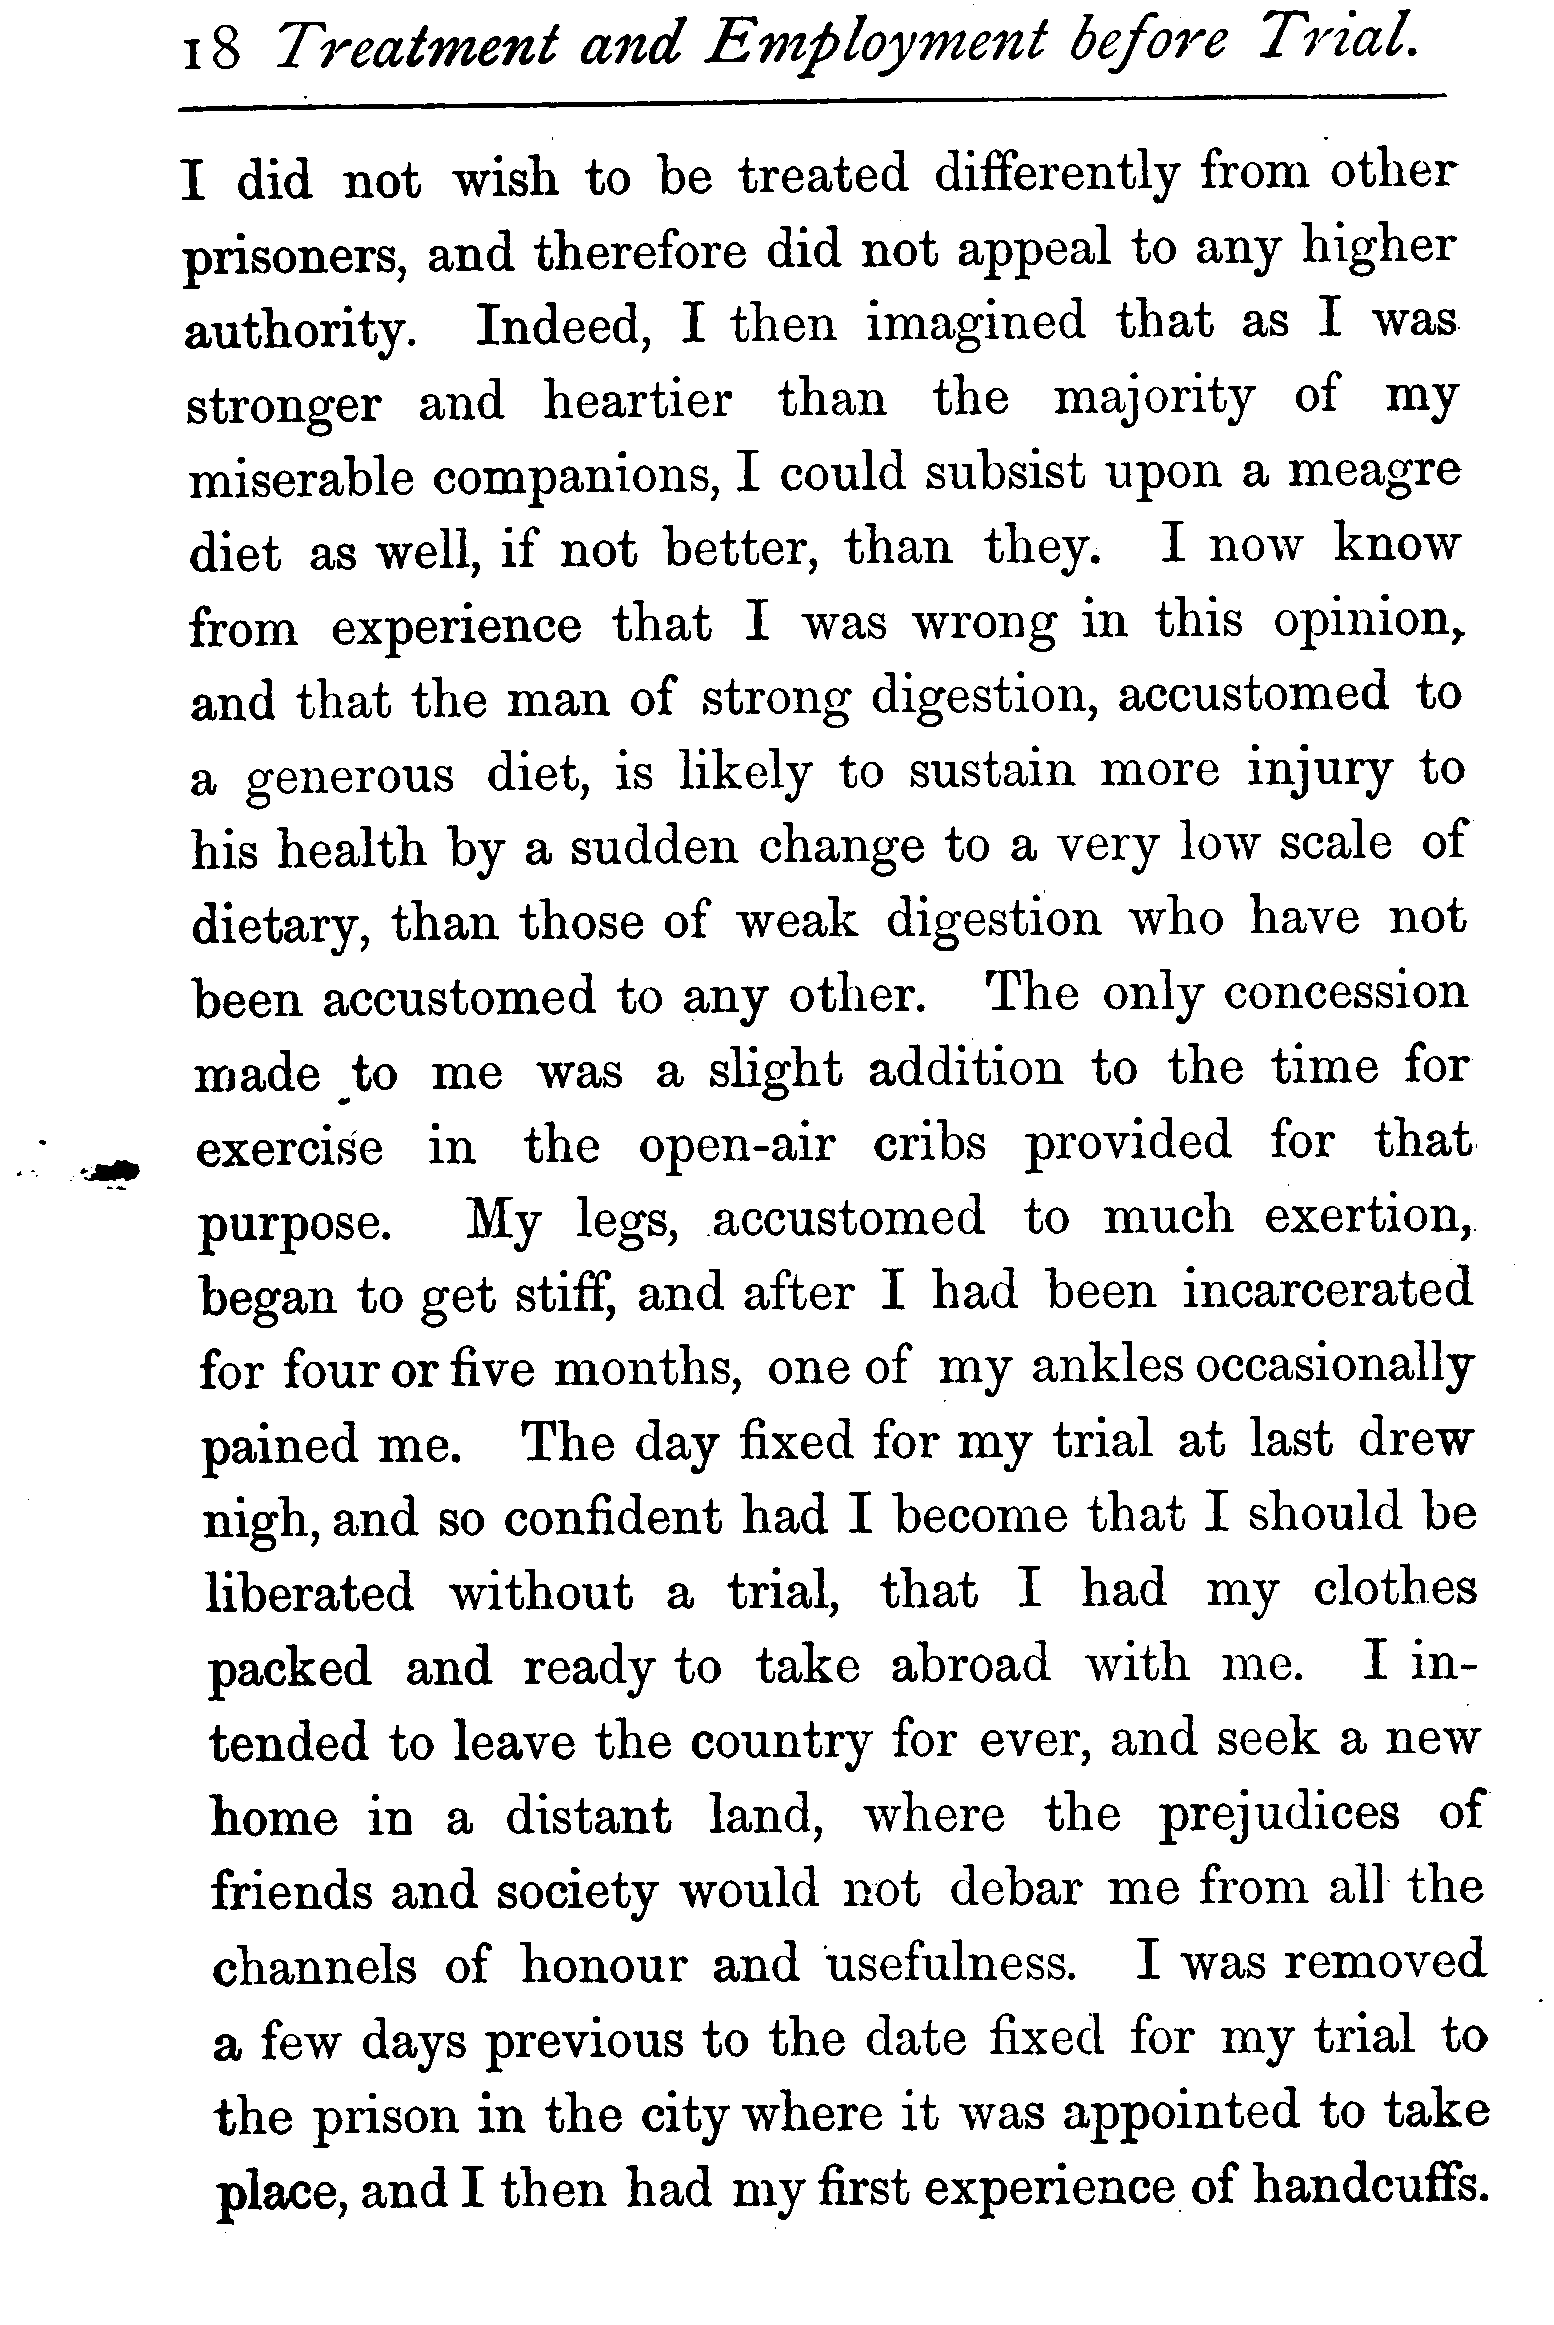 18 Treatment and Employment before Trial.
I did not wish to be treated differently from other
prisoners, and therefore did not appeal to any higher
authority. Indeed, I then imagined that as I was
stronger and heartier than the majority of my
miserable companions, I could subsist upon a meagre
diet as well, if not better, than they. I now know
from experience that I was wrong in this opinion,
and that the man of strong digestion, accustomed to
a generous diet, is likely to sustain more injury to
his health by a sudden change to a very low scale of
dietary, than those of weak digestion who have not
been accustomed to any other. The only concession
made to me was a slight addition to the time for
exercise in the open-air cribs provided for that
purpose. My legs, accustomed to much exertion,
began to get stiff, and after I had been incarcerated
for four or five months, one of my ankles occasionally
pained me. The day fixed for my trial at last drew
nigh, and so confident had I become that I should be
liberated without a trial, that I had my clothes
packed and ready to take abroad with me. I in-
tended to leave the country for ever, and seek a new
home in a distant land, where the prejudices of
friends and society would not debar me from all the
channels of honour and usefulness. I was removed
a few days previous to the date fixed for my trial to
the prison in the city where it was appointed to take
place, and I then had my first experience of handcuffs.